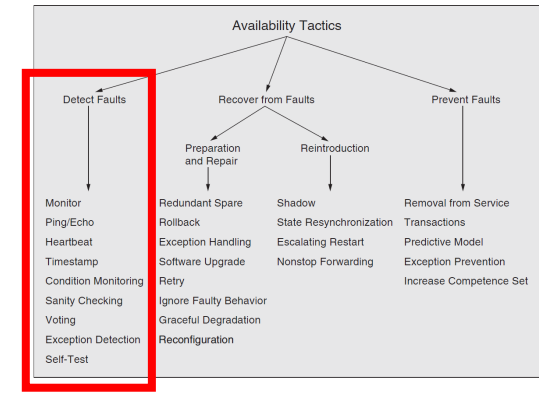 Availability Tactics
Detect Faults
Recover from Faults
Prevent Faults
Preparation
and Repair
Reintroduction
Monitor
Ping/Echo
Heartbeat
Timestamp
Condition Monitoring
Sanity Checking
Voting
Exception Detection
Self-Test
Redundant Spare
Rollback
Exception Handling
Software Upgrade
Retry
Ignore Faulty Behavior
Graceful Degradation
Reconfiguration
Shadow
State Resynchronization
Escalating Restart
Nonstop Forwarding
Removal from Service
Transactions
Predictive Model
Exception Prevention
Increase Competence Set